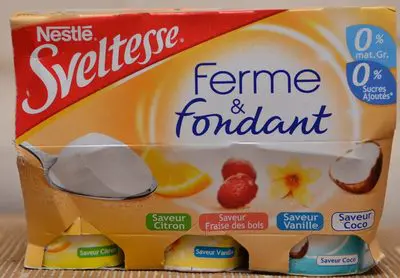 Nestlé
Sveltesse
0%
mat.Gr.
0%
Sucres
Ajoutés*
Ferme
&
fondant
Saveur
Citron
Saveur
Fraise des bois
Saveur
Vanille
Saveur
Coco
Saveur Citron
Saveur Vanille
Saveur Coco